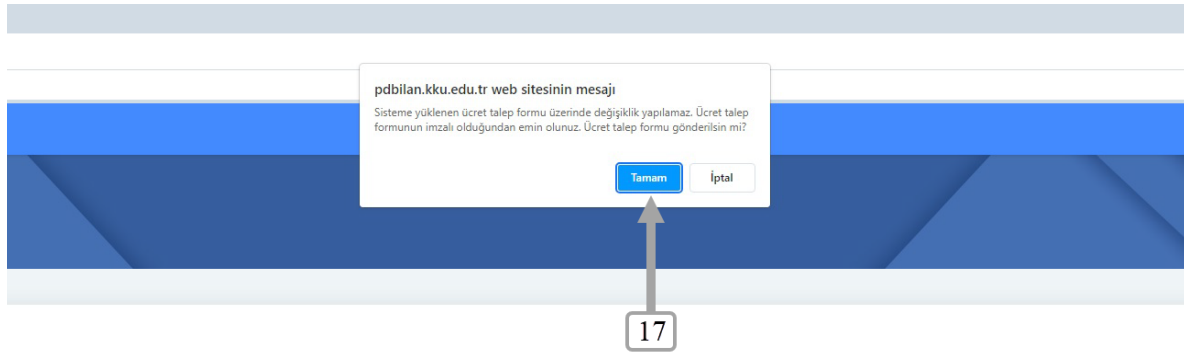 pdbilan.kku.edu.tr web sitesinin mesajı
Sisteme yüklenen ücret talep formu üzerinde değişiklik yapılamaz. Ücret talep
formunun imzalı olduğundan emin olunuz. Ücret talep formu gönderilsin mi?
Tamam İptal
17